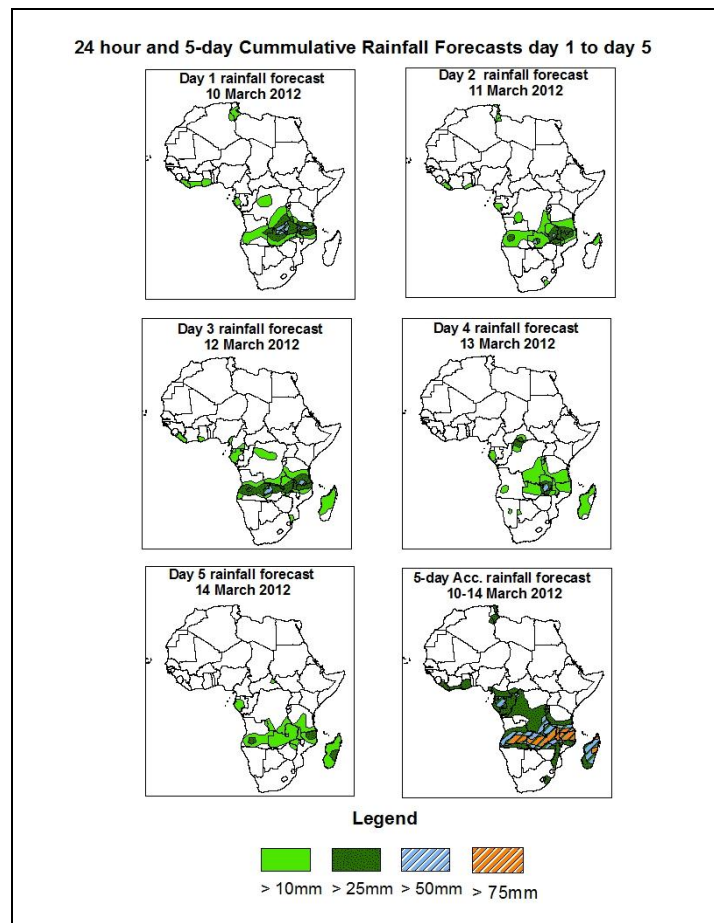 24 hour and 5-day Cummulative Rainfall Forecasts day 1 to day 5
Day 1 rainfall forecast
10 March 2012
Day 2 rainfall forecast
11 March 2012
Day 3 rainfall forecast
12 March 2012
Day 4 rainfall forecast
13 March 2012
Day 5 rainfall forecast
14 March 2012
5-day Acc. rainfall forecast
10-14 March 2012
Legend
> 10mm
> 25mm
> 50mm
> 75mm